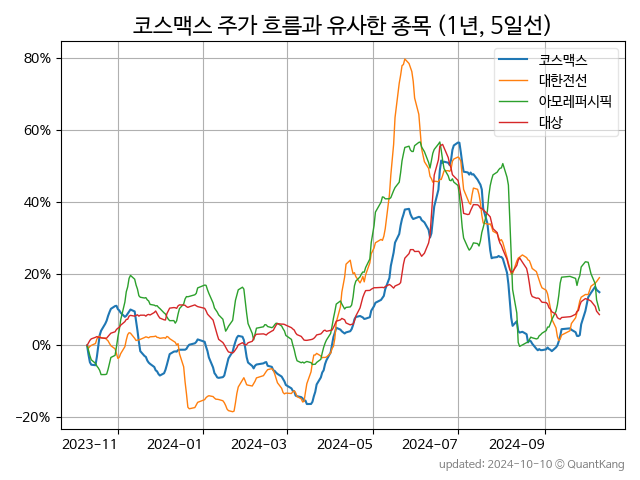 코스맥스 주가 흐름과 유사한 종목 (1년, 5일선)
코스맥스
대한전선
아모레퍼시픽
대상
80%
60%
40%
20%
0%
−20%
2023−11
2024−01
2024−03
2024−05
2024−07
2024−09
updated: 2024-10-10 © QuantKang